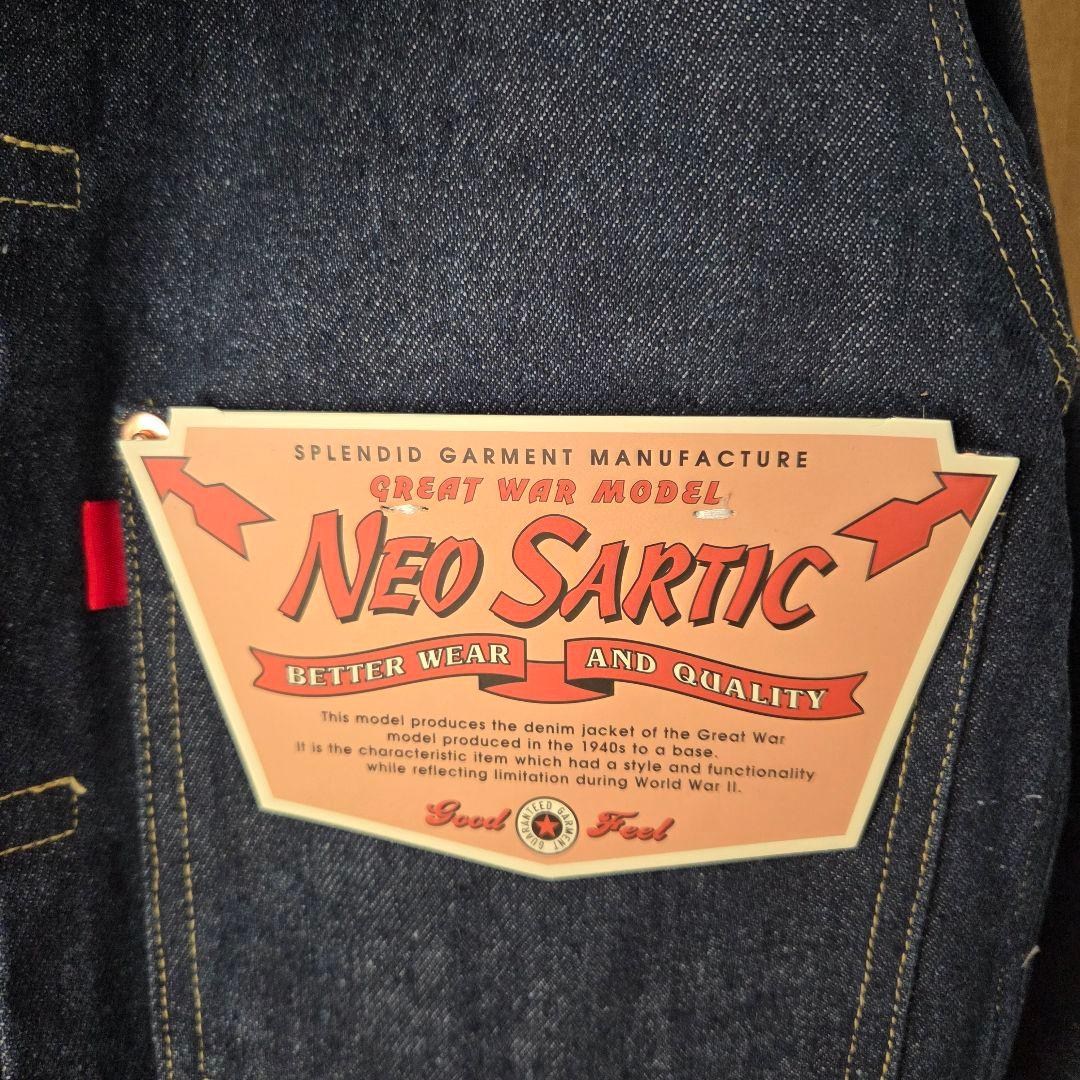 SPLENDID GARMENT MANUFACTURE
GREAT WAR MODEL
NEO SARTIC
BETTER WEAR AND QUALITY
This model produces the denim jacket of the Great War
model produced in the 1940s to a base.
It is the characteristic item which had a style and functionality
while reflecting limitation during World War II.
Good Feel
GUARANTEED GARMENT